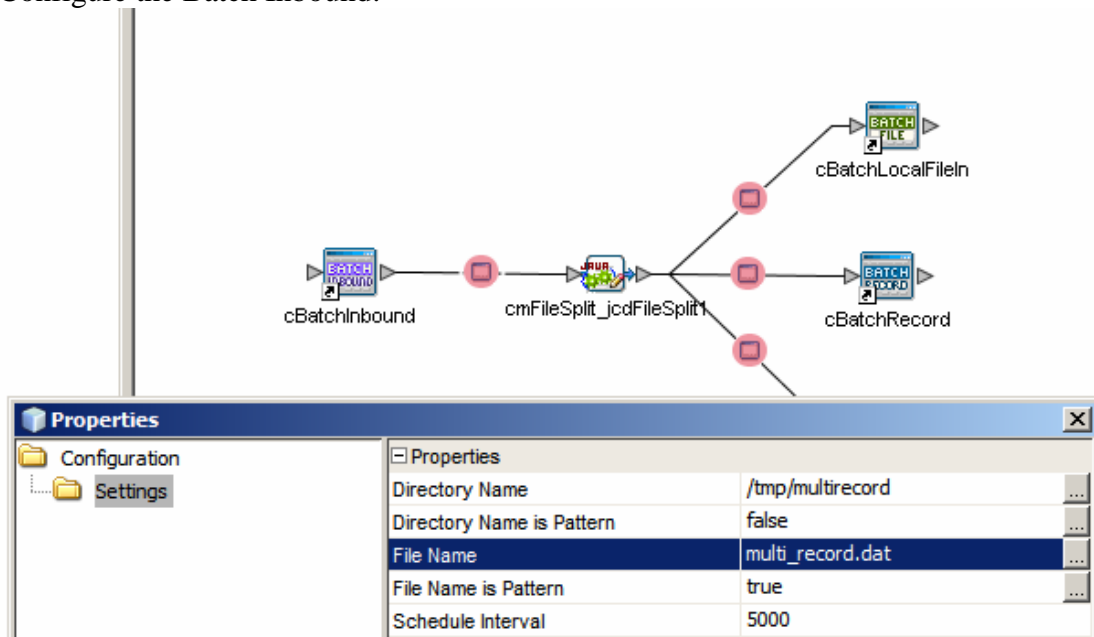 Configure the Batch Inbound.
BATCH
FILE
cBatchLocalFileIn
BATCH
INBOUND
cBatchInbound
JAVA
cmFileSplit_jcdFileSplit1
BATCH
RECORD
cBatchRecord
Properties
Configuration
Settings
Properties
Directory Name /tmp/multirecord ...
Directory Name is Pattern false ...
File Name multi_record.dat ...
File Name is Pattern true ...
Schedule Interval 5000